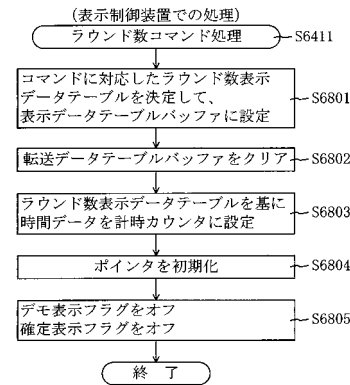 (表示制御装置での処理)
ラウンド数コマンド処理
S6411
コマンドに対応したラウンド数表示
データテーブルを決定して、
表示データテーブルバッファに設定
S6801
転送データテーブルバッファをクリア
S6802
ラウンド数表示データテーブルを基に
時間データを計時カウンタに設定
S6803
ポインタを初期化
S6804
デモ表示フラグをオフ
確定表示フラグをオフ
S6805
終 了